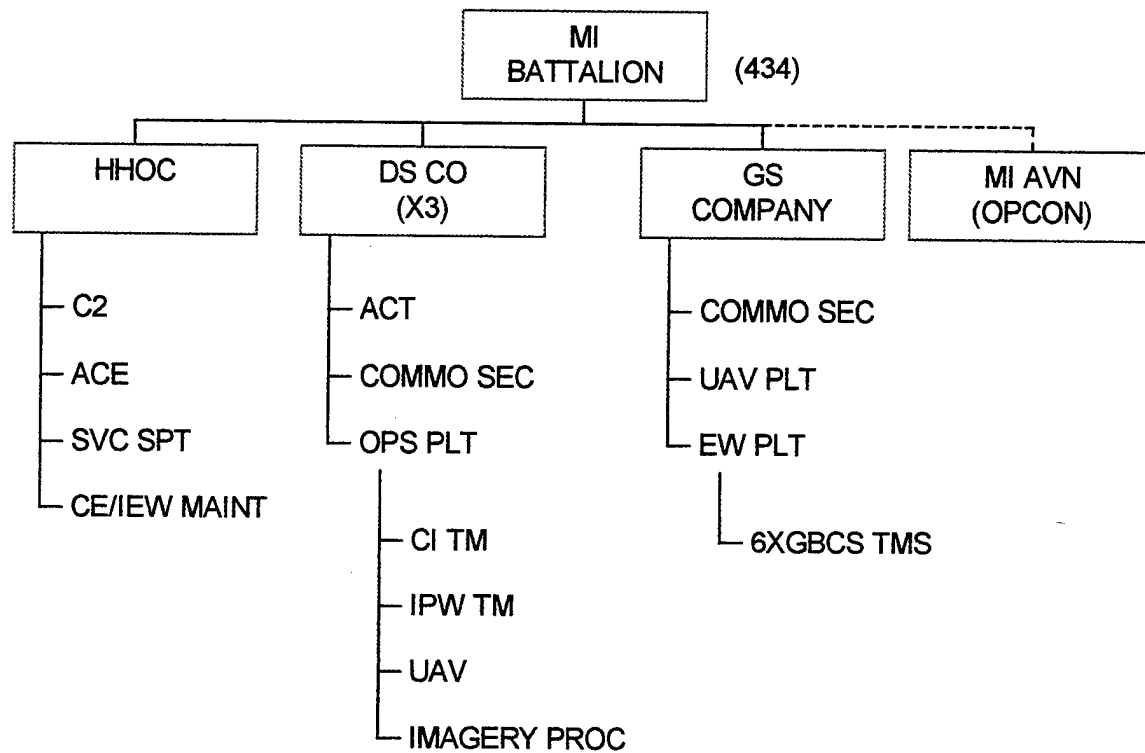 MI
BATTALION
(434)
HHOC
DS CO
(X3)
GS
COMPANY
MI AVN
(OPCON)
C2
ACE
SVC SPT
CE/IEW MAINT
ACT
COMMO SEC
OPS PLT
CI TM
IPW TM
UAV
IMAGERY PROC
COMMO SEC
UAV PLT
EW PLT
6XGBCS TMS